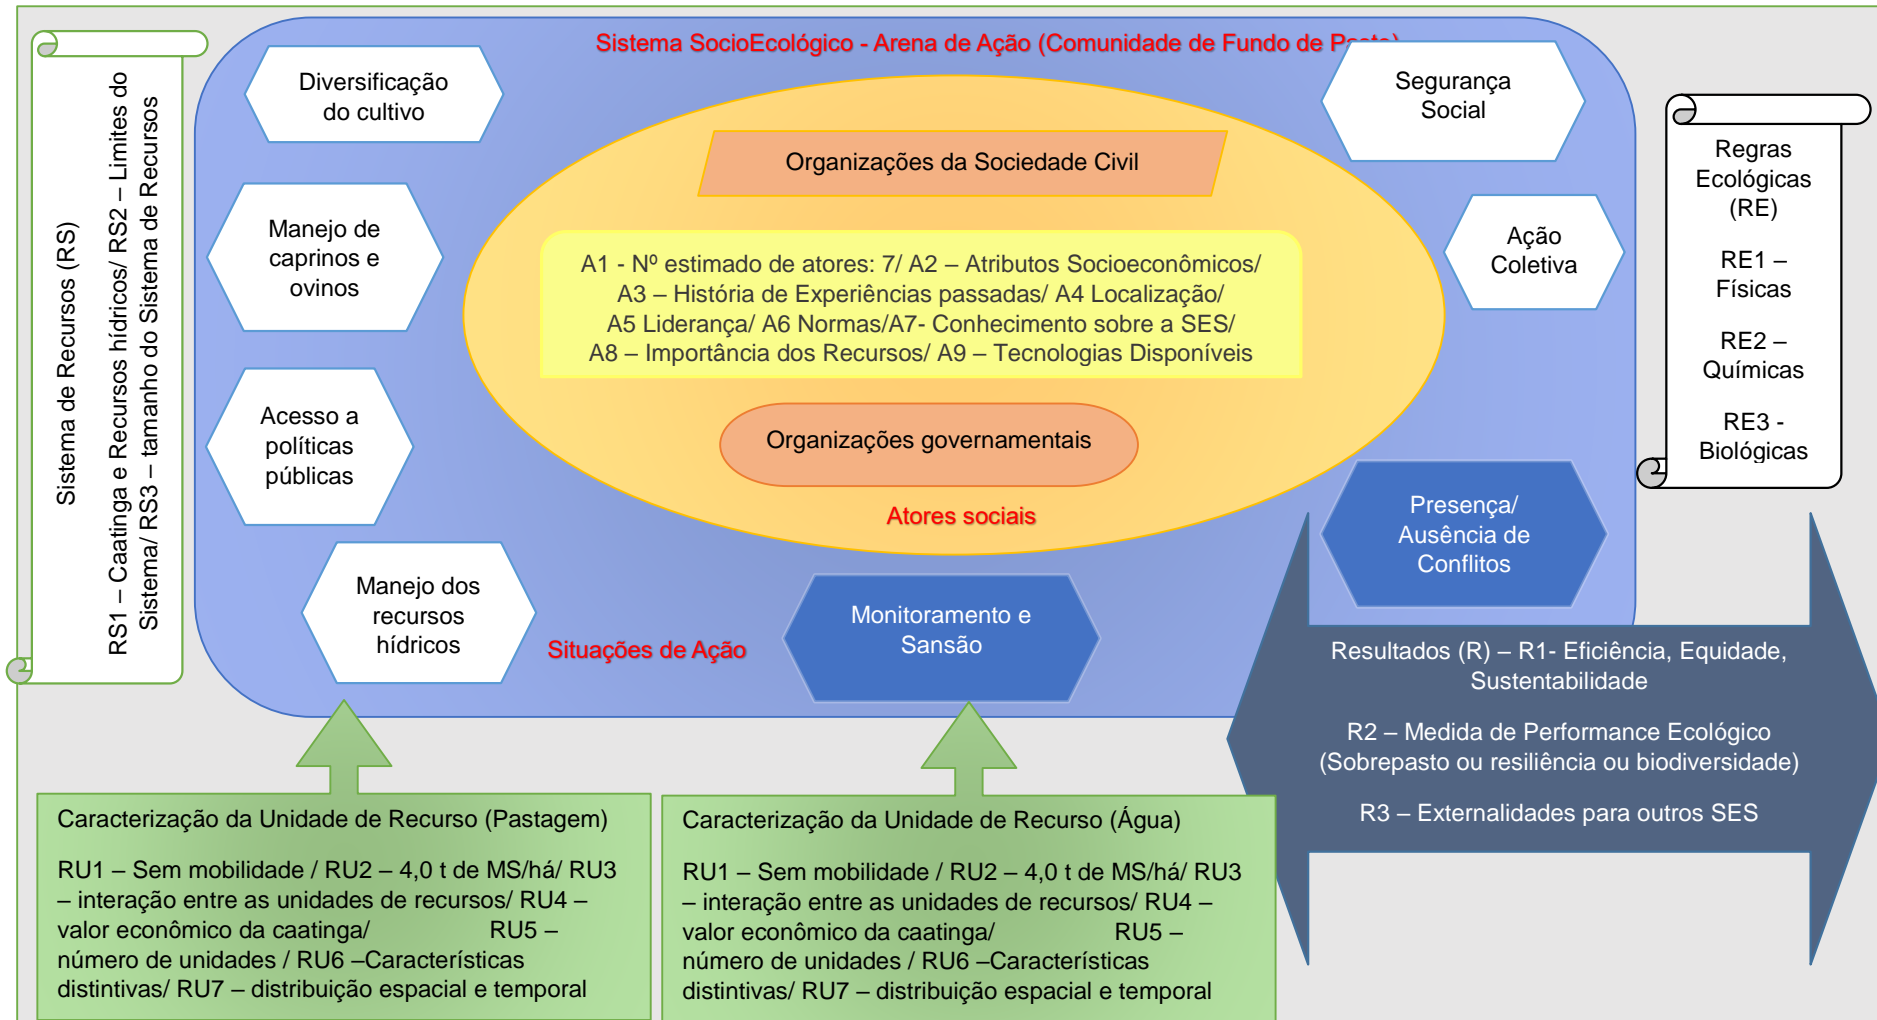 Sistema SocioEcológico - Arena de Ação (Comunidade de Fundo de Pasto)
Sistema de Recursos (RS)
RS1 – Caatinga e Recursos hídricos/ RS2 – Limites do
Sistema/ RS3 – tamanho do Sistema de Recursos
Diversificação
do cultivo
Manejo de
caprinos e
ovinos
Acesso a
políticas
públicas
Manejo dos
recursos
hídricos
Organizações da Sociedade Civil
A1 - Nº estimado de atores: 7/ A2 – Atributos Socioeconômicos/
A3 – História de Experiências passadas/ A4 Localização/
A5 Liderança/ A6 Normas/A7- Conhecimento sobre a SES/
A8 – Importância dos Recursos/ A9 – Tecnologias Disponíveis
Organizações governamentais
Atores sociais
Situações de Ação
Monitoramento e
Sansão
Segurança
Social
Ação
Coletiva
Presença/
Ausência de
Conflitos
Regras
Ecológicas
(RE)
RE1 –
Físicas
RE2 –
Químicas
RE3 -
Biológicas
Resultados (R) – R1- Eficiência, Equidade,
Sustentabilidade
R2 – Medida de Performance Ecológico
(Sobrepasto ou resiliência ou biodiversidade)
R3 – Externalidades para outros SES
Caracterização da Unidade de Recurso (Pastagem)
RU1 – Sem mobilidade / RU2 – 4,0 t de MS/há/ RU3
– interação entre as unidades de recursos/ RU4 –
valor econômico da caatinga/ RU5 –
número de unidades / RU6 –Características
distintivas/ RU7 – distribuição espacial e temporal
Caracterização da Unidade de Recurso (Água)
RU1 – Sem mobilidade / RU2 – 4,0 t de MS/há/ RU3
– interação entre as unidades de recursos/ RU4 –
valor econômico da caatinga/ RU5 –
número de unidades / RU6 –Características
distintivas/ RU7 – distribuição espacial e temporal